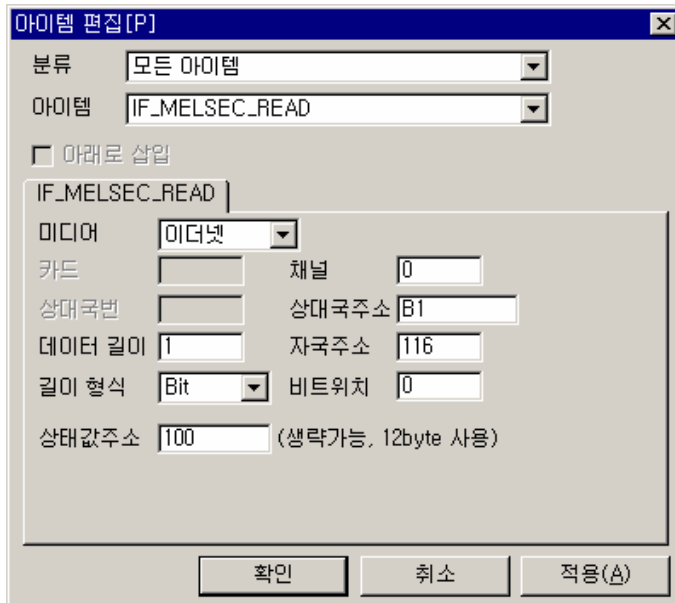 아이템 편집[P]
분류 모든 아이템
아이템 IF_MELSEC_READ
아래로 삽입
IF_MELSEC_READ
미디어 이더넷
카드 채널 0
상대국번 상대국주소 B1
데이터 길이 1 자국주소 116
길이 형식 Bit 비트위치 0
상태값주소 100 (생략가능, 12byte 사용)
확인 취소 적용(A)